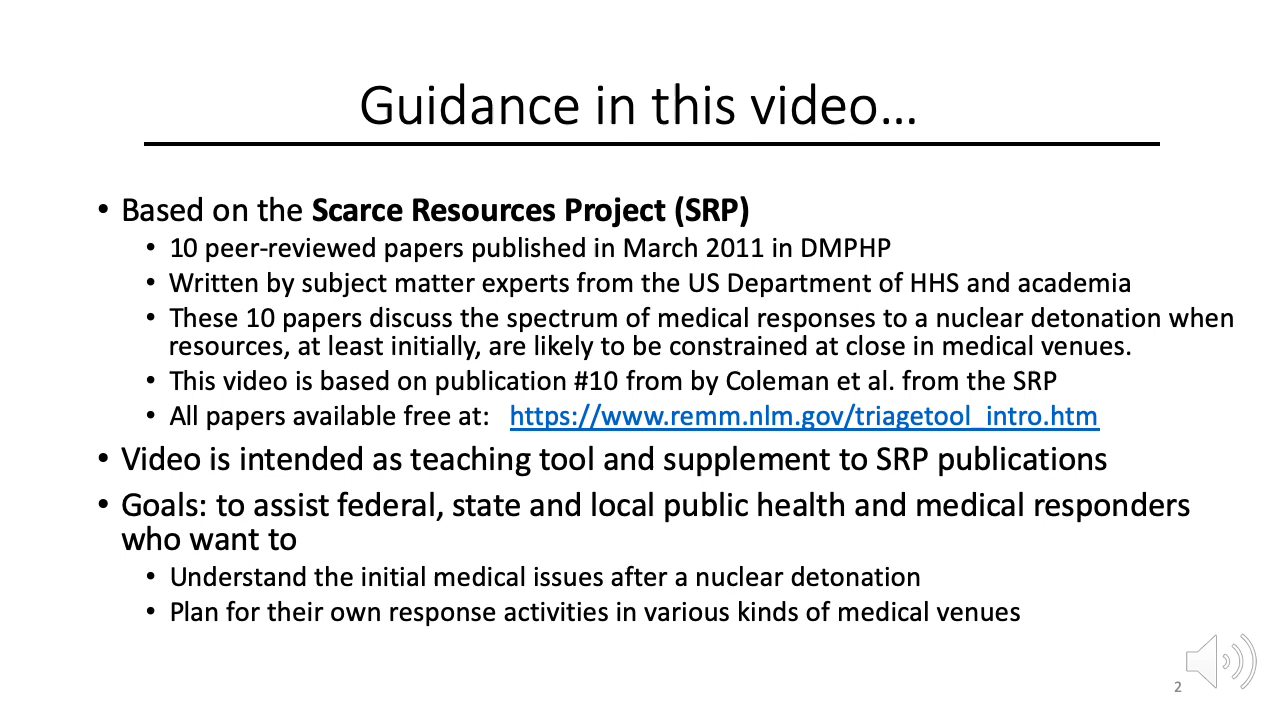 Guidance in this video…
• Based on the Scarce Resources Project (SRP)
• 10 peer-reviewed papers published in March 2011 in DMPHP
• Written by subject matter experts from the US Department of HHS and academia
• These 10 papers discuss the spectrum of medical responses to a nuclear detonation when
resources, at least initially, are likely to be constrained at close in medical venues.
• This video is based on publication #10 from by Coleman et al. from the SRP
• All papers available free at: https://www.remm.nlm.gov/triagetool_intro.htm
• Video is intended as teaching tool and supplement to SRP publications
• Goals: to assist federal, state and local public health and medical responders
who want to
• Understand the initial medical issues after a nuclear detonation
• Plan for their own response activities in various kinds of medical venues
2